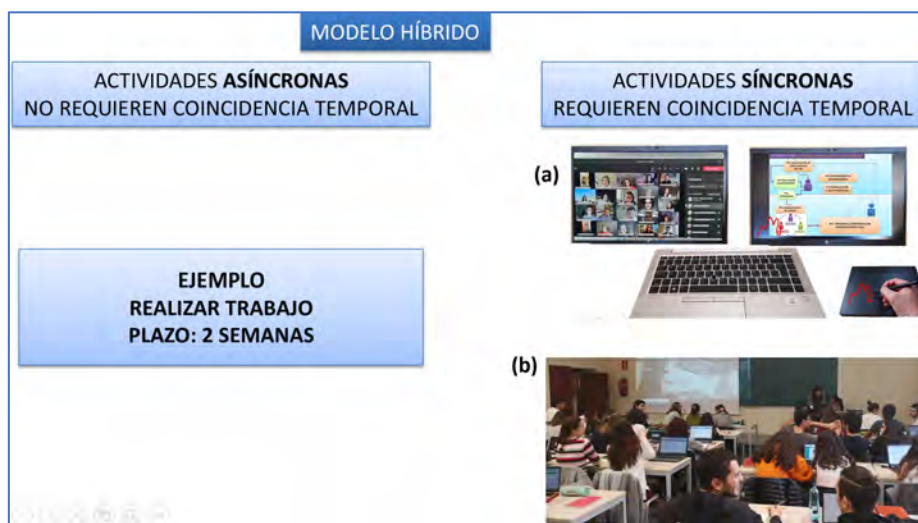 MODELO HÍBRIDO
ACTIVIDADES ASÍNCRONAS
NO REQUIEREN COINCIDENCIA TEMPORAL
ACTIVIDADES SÍNCRONAS
REQUIEREN COINCIDENCIA TEMPORAL
(a)
EJEMPLO
REALIZAR TRABAJO
PLAZO: 2 SEMANAS
(b)